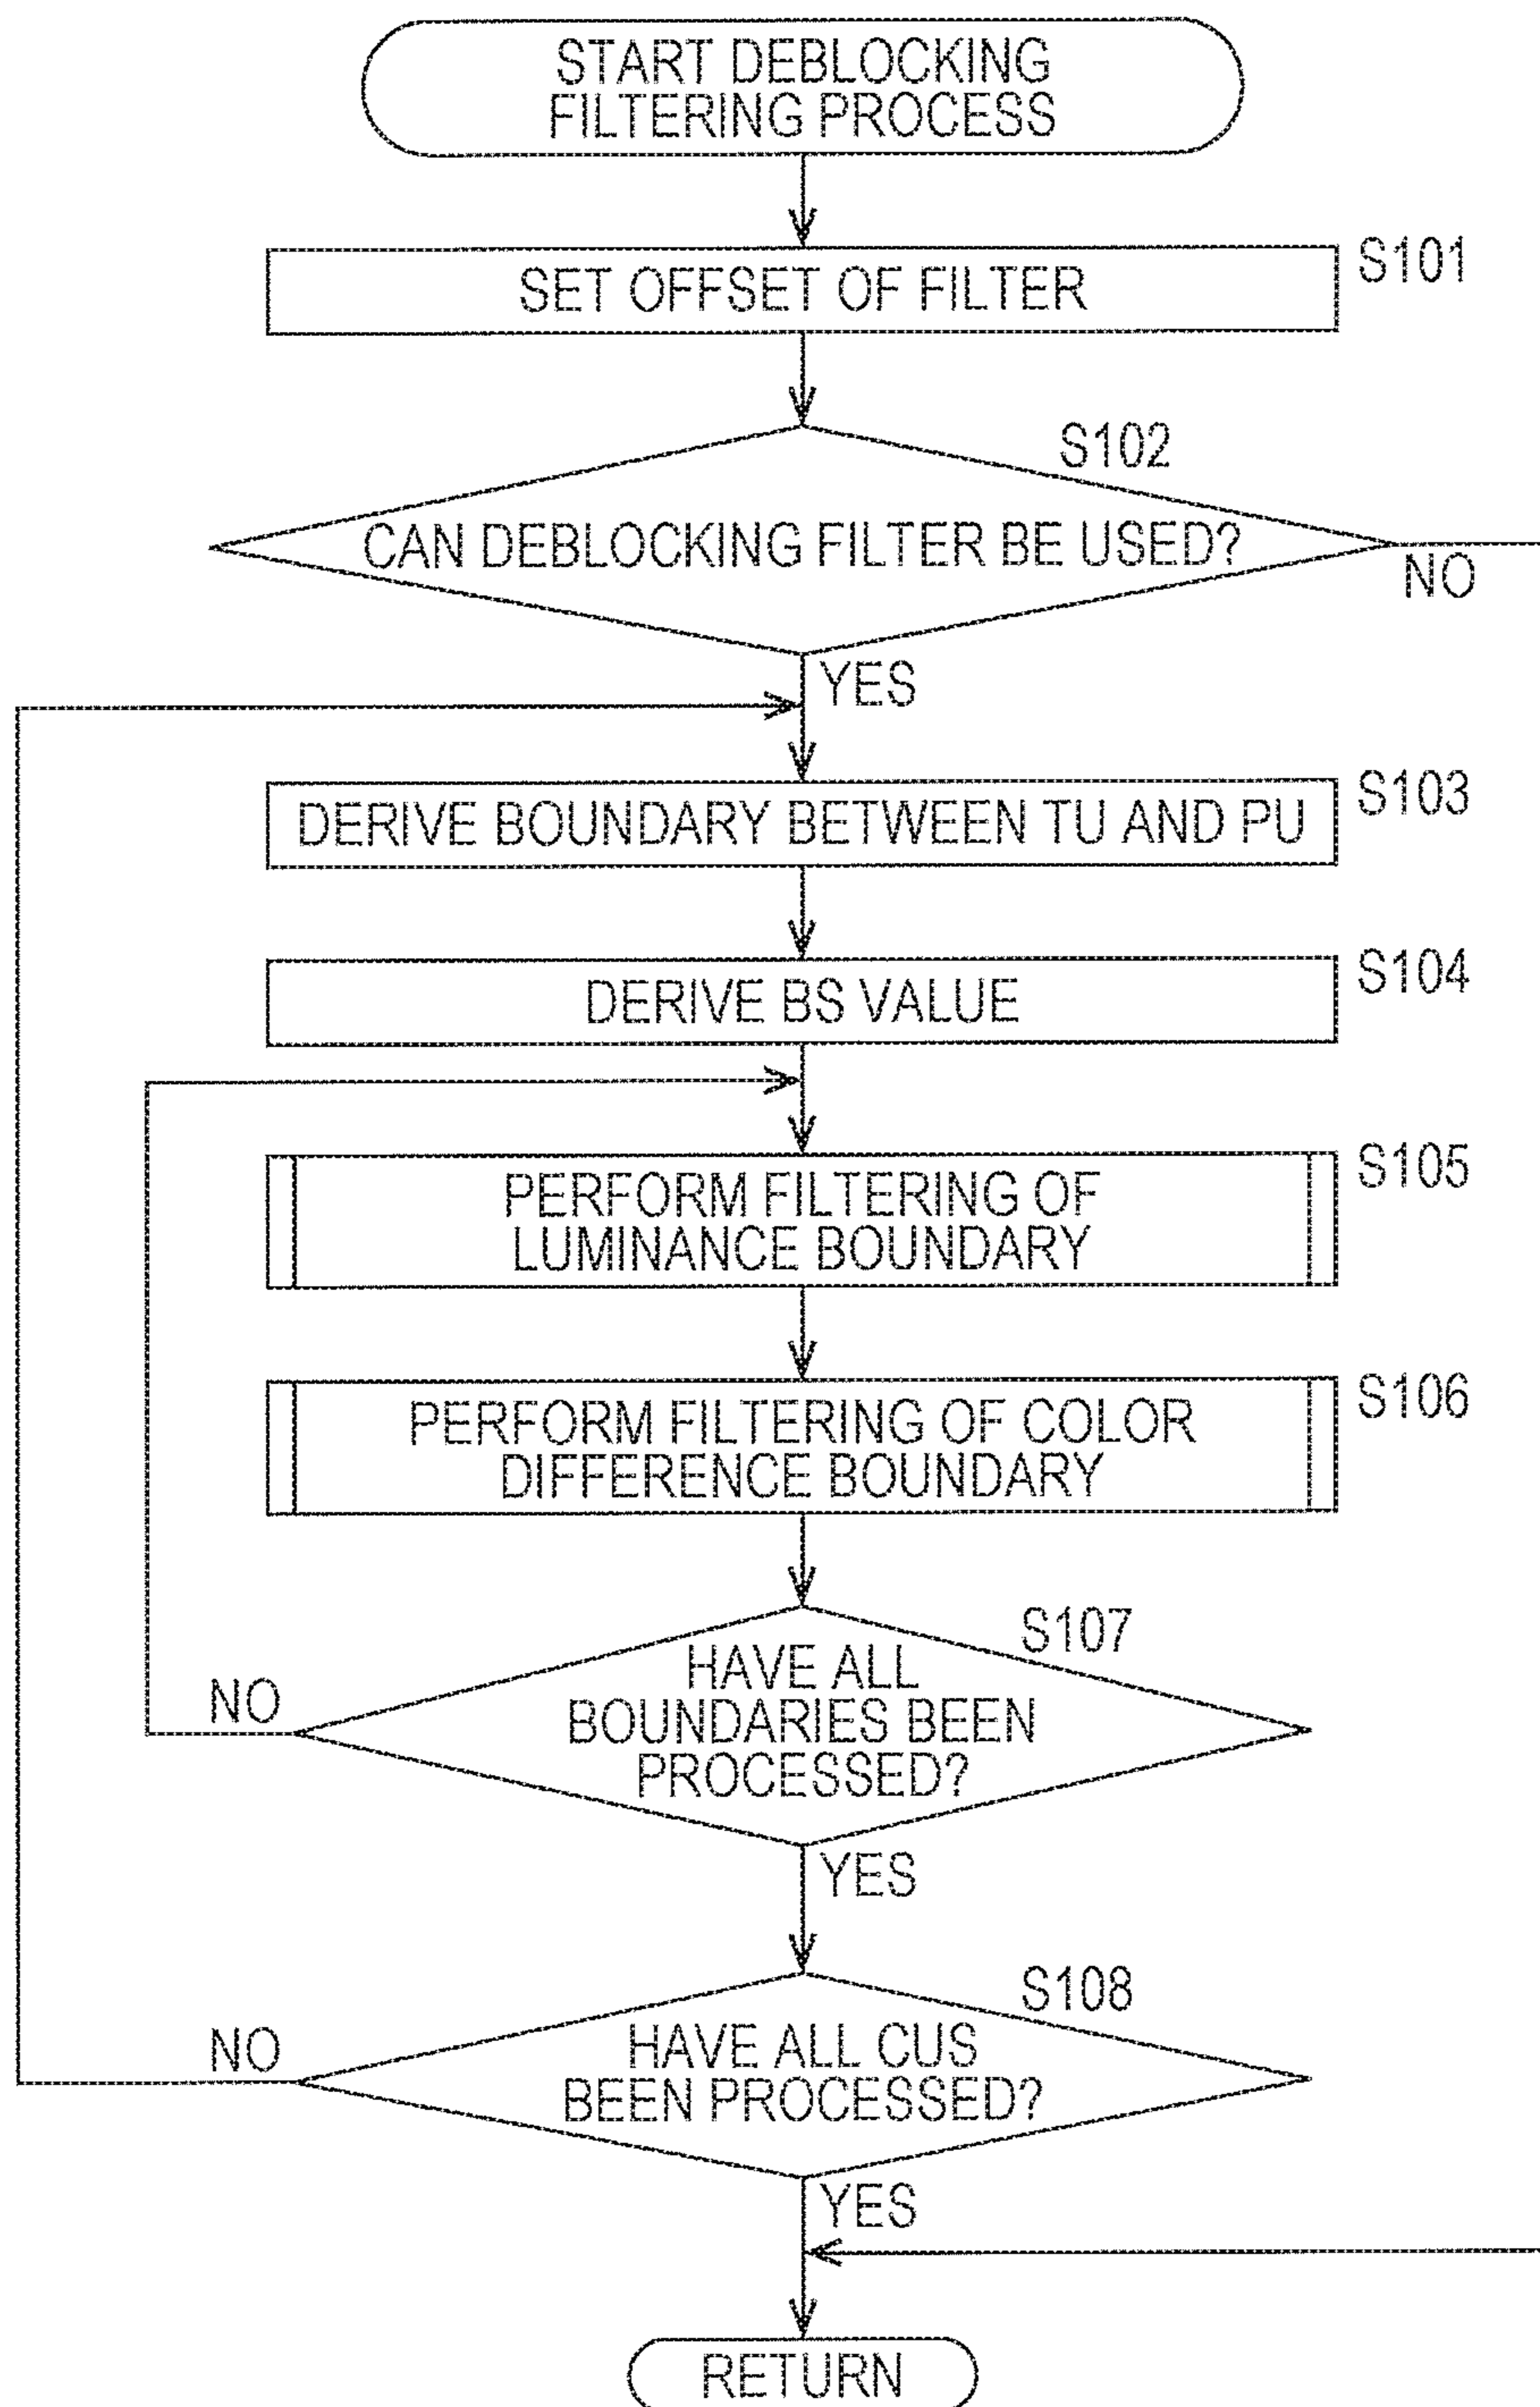 START DEBLOCKING
FILTERING PROCESS
SET OFFSET OF FILTER
S101
S102
CAN DEBLOCKING FILTER BE USED?
NO
YES
DERIVE BOUNDARY BETWEEN TU AND PU
S103
DERIVE BS VALUE
S104
PERFORM FILTERING OF
LUMINANCE BOUNDARY
S105
PERFORM FILTERING OF COLOR
DIFFERENCE BOUNDARY
S106
S107
HAVE ALL
BOUNDARIES BEEN
PROCESSED?
NO
YES
S108
HAVE ALL CUS
BEEN PROCESSED?
NO
YES
RETURN